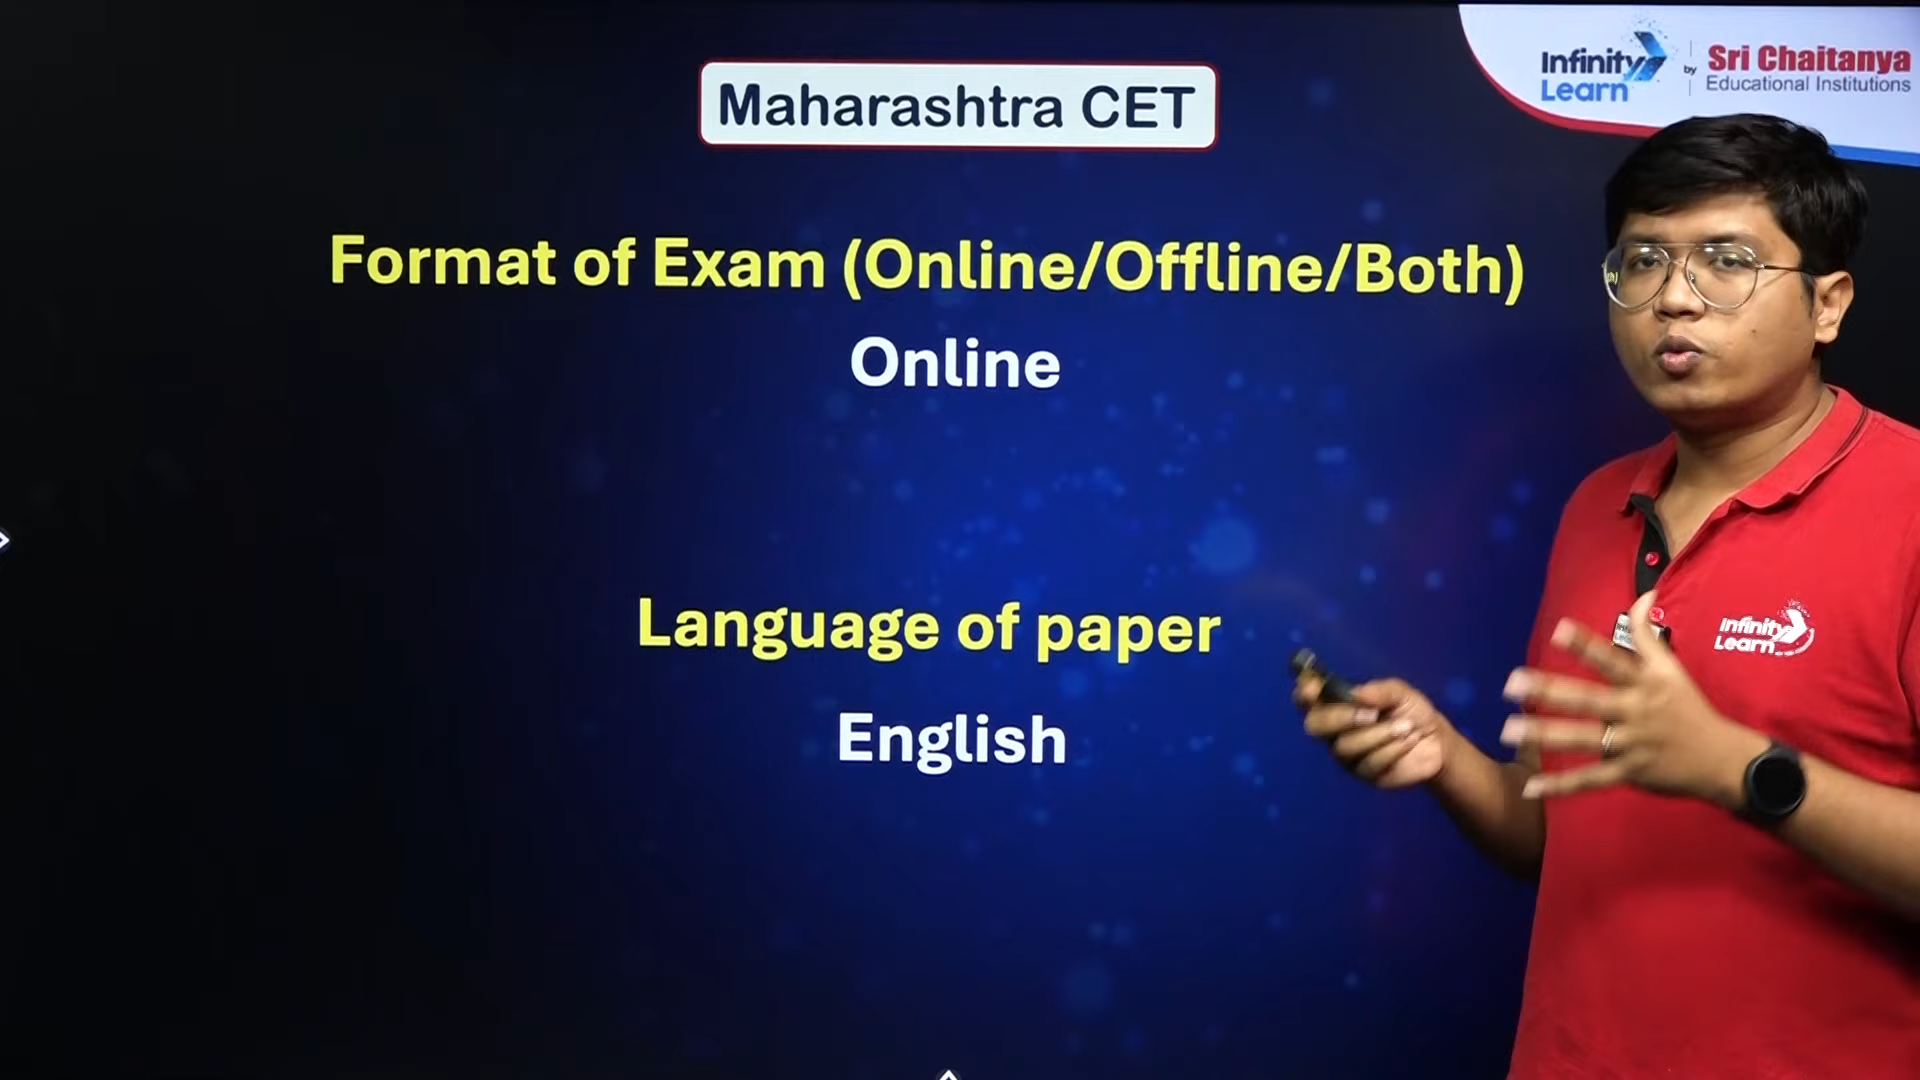 Infinity Learn by Sri Chaitanya
Educational Institutions
Maharashtra CET
Format of Exam (Online/Offline/Both)
Online
Language of paper
English
Infinity
Learn